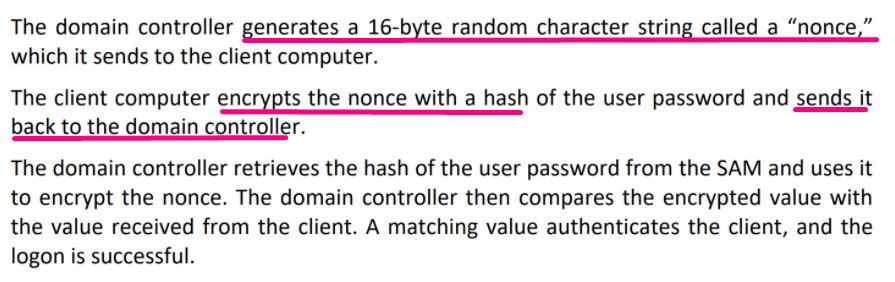 The domain controller generates a 16-byte random character string called a “nonce,”
which it sends to the client computer.
The client computer encrypts the nonce with a hash of the user password and sends it
back to the domain controller.
The domain controller retrieves the hash of the user password from the SAM and uses it
to encrypt the nonce. The domain controller then compares the encrypted value with
the value received from the client. A matching value authenticates the client, and the
logon is successful.